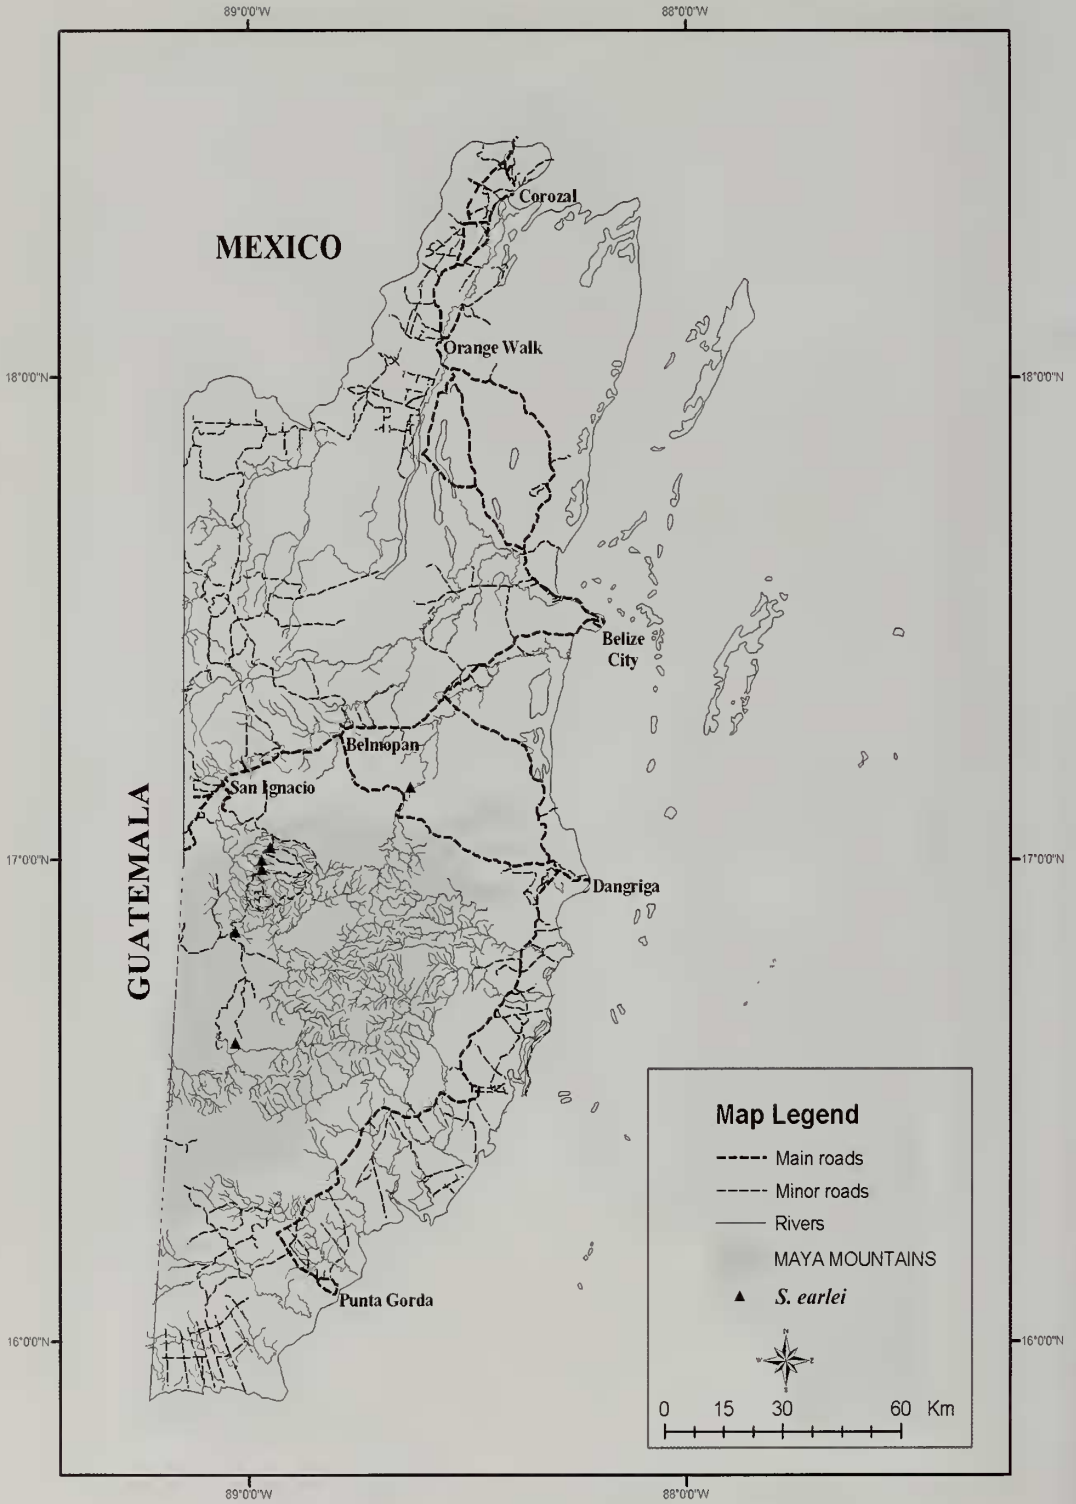 89°0'0"W 88°0'0"W
Corozal
MEXICO
Orange Walk
18°0'0"N 18°0'0"N
Belize
City
Belmopan
San Ignacio
GUATEMALA
17°0'0"N 17°0'0"N
Dangriga
Map Legend
Main roads
Minor roads
Rivers
MAYA MOUNTAINS
S. earlei
Punta Gorda
16°0'0"N 16°0'0"N
N
W E
S
0 15 30 60 Km
89°0'0"W 88°0'0"W